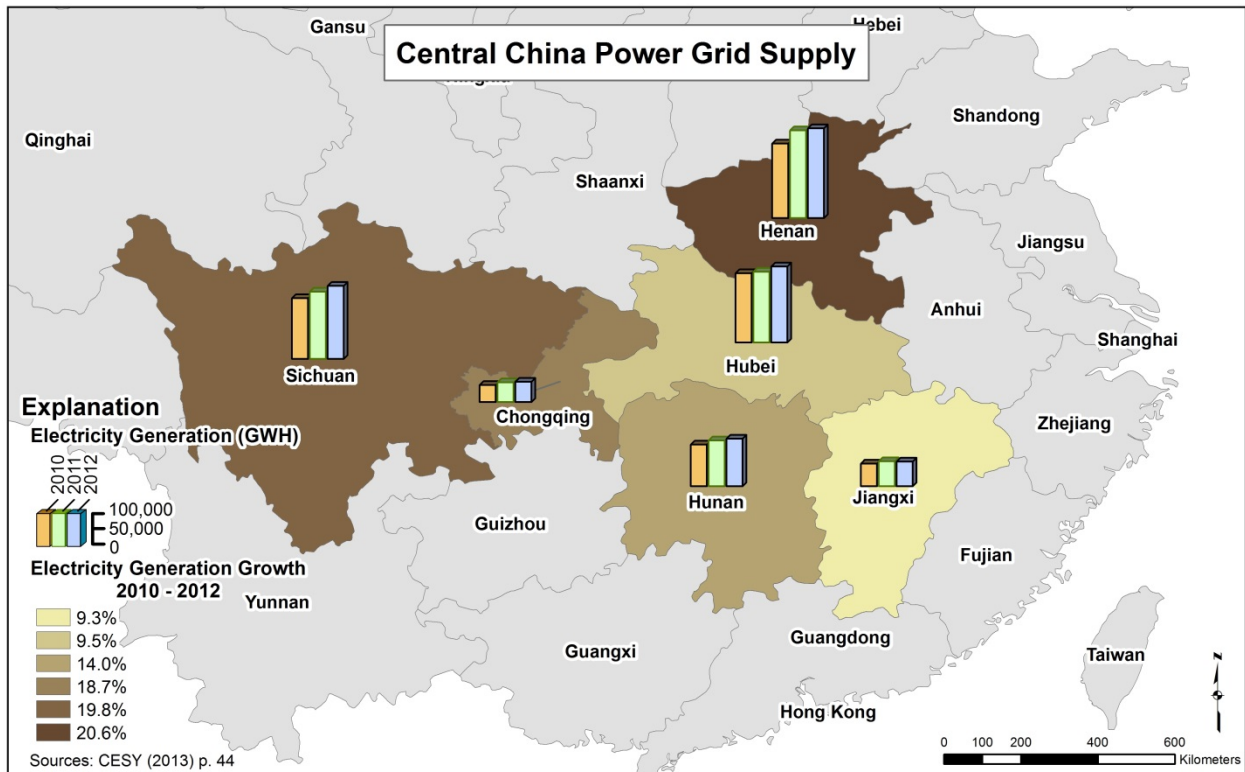 Gansu
Hebei
Central China Power Grid Supply
Shandong
Qinghai
Shaanxi
Henan
Jiangsu
Anhui
Shanghai
Sichuan
Hubei
Chongqing
Zhejiang
Explanation
Electricity Generation (GWH)
2010
2011
2012
100,000
50,000
0
Hunan
Jiangxi
Guizhou
Fujian
Electricity Generation Growth
2010 - 2012
Yunnan
9.3%
9.5%
14.0%
18.7%
19.8%
20.6%
Guangxi
Guangdong
Taiwan
Hong Kong
N
0 100 200 400 600
Kilometers
Sources: CESY (2013) p. 44